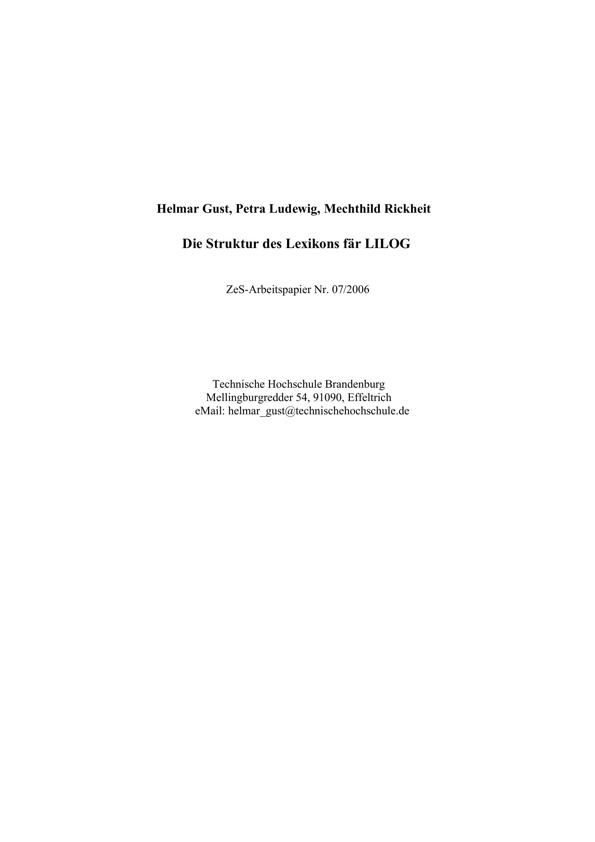 Helmar Gust, Petra Ludewig, Mechthild Rickheit
Die Struktur des Lexikons fär LILOG
ZeS-Arbeitspapier Nr. 07/2006
Technische Hochschule Brandenburg
Mellingburgredder 54, 91090, Effeltrich
eMail: helmar_gust@technischehochschule.de